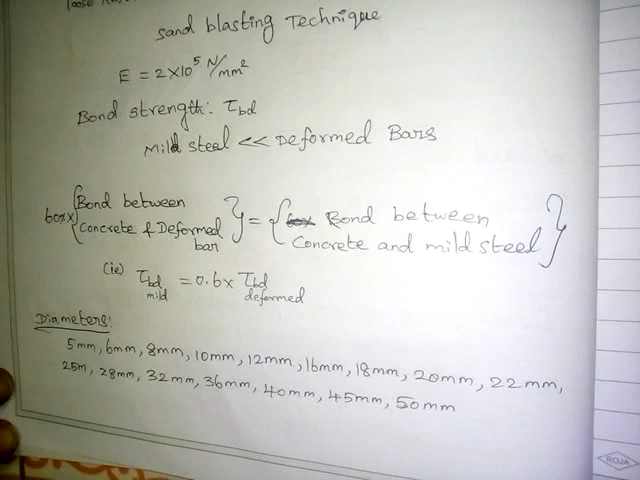 Sand blasting Technique
E = 2×10⁵ N/mm²
Bond strength: τbd
Mild steel << Deformed Bars
60% × {Bond between Concrete & Deformed bar} = {Bond between Concrete and mild steel}
(ie) τbd mild = 0.6 × τbd deformed
Diameters:
5mm, 6mm, 8mm, 10mm, 12mm, 16mm, 18mm, 20mm, 22mm,
25m, 28mm, 32mm, 36mm, 40mm, 45mm, 50mm
ROJA